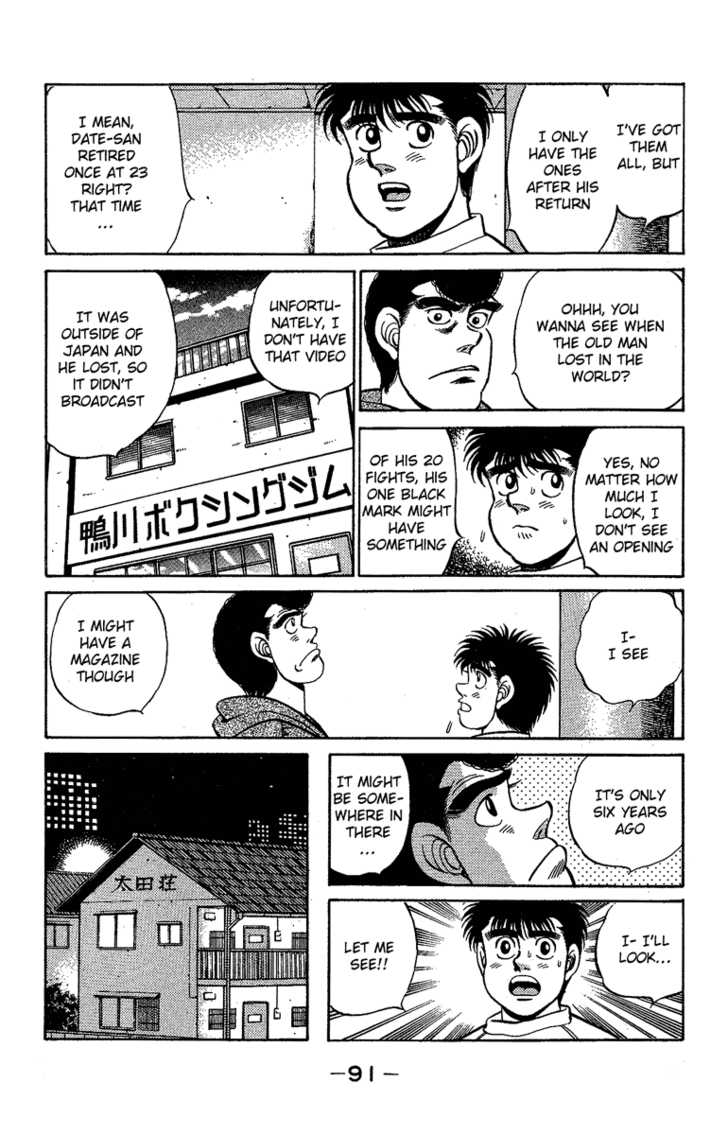 I'VE GOT
THEM
ALL, BUT
I ONLY
HAVE THE
ONES
AFTER HIS
RETURN
I MEAN,
DATE-SAN
RETIRED
ONCE AT 23
RIGHT?
THAT TIME
...
OHHH, YOU
WANNA SEE WHEN
THE OLD MAN
LOST IN THE
WORLD?
UNFORTU-
NATELY, I
DON'T HAVE
THAT VIDEO
IT WAS
OUTSIDE OF
JAPAN AND
HE LOST, SO
IT DIDN'T
BROADCAST
鴨川ボクシングジム
YES, NO
MATTER HOW
MUCH I
LOOK, I
DON'T SEE
AN OPENING
OF HIS 20
FIGHTS, HIS
ONE BLACK
MARK MIGHT
HAVE
SOMETHING
I-
I SEE
I MIGHT
HAVE A
MAGAZINE
THOUGH
IT'S ONLY
SIX YEARS
AGO
IT MIGHT
BE SOME-
WHERE IN
THERE
...
I- I'LL
LOOK...
LET ME
SEE!!
太田荘
-91-